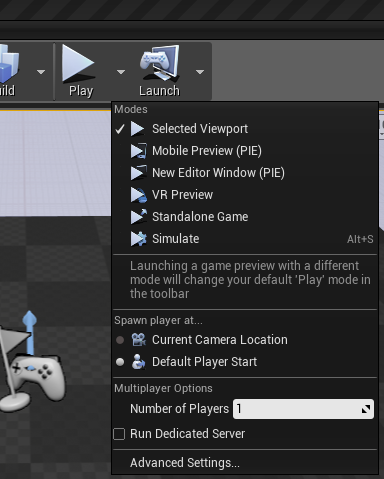 ild
Play
Launch
Modes
Selected Viewport
Mobile Preview (PIE)
New Editor Window (PIE)
VR Preview
Standalone Game
Simulate Alt+S
Launching a game preview with a different
mode will change your default 'Play' mode in
the toolbar
Spawn player at...
Current Camera Location
Default Player Start
Multiplayer Options
Number of Players 1
Run Dedicated Server
Advanced Settings...